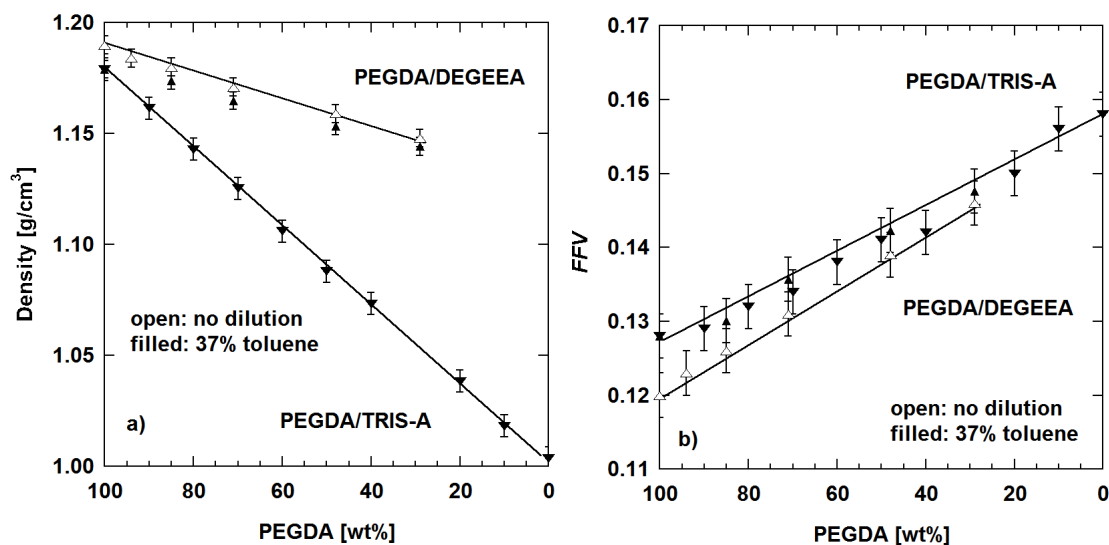 1.20
1.15
1.10
1.05
1.00
Density [g/cm³]
PEGDA/DEGEEA
open: no dilution
filled: 37% toluene
PEGDA/TRIS-A
a)
100 80 60 40 20 0
PEGDA [wt%]
0.17
0.16
0.15
0.14
0.13
0.12
0.11
FFV
PEGDA/TRIS-A
PEGDA/DEGEEA
open: no dilution
filled: 37% toluene
b)
100 80 60 40 20 0
PEGDA [wt%]